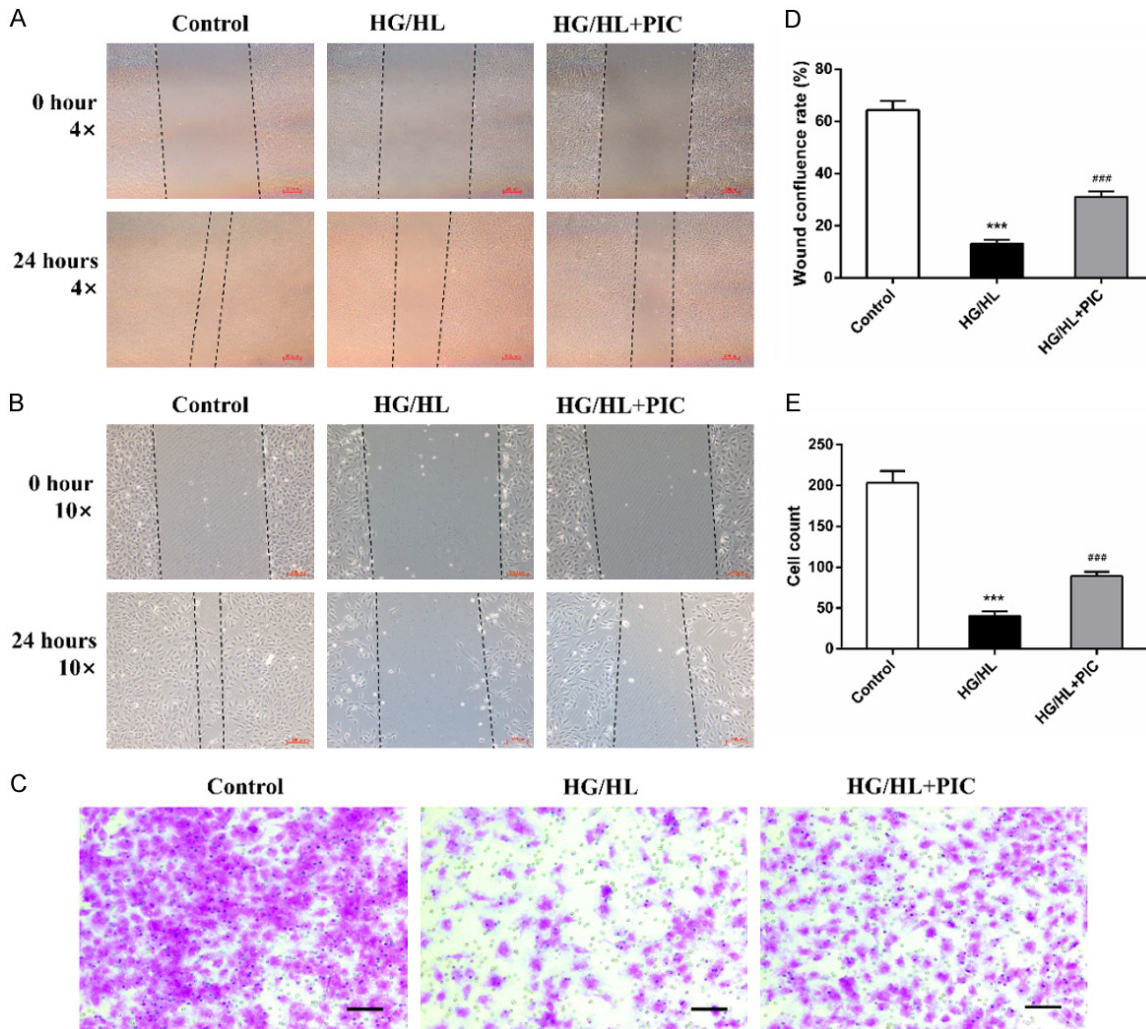 A
Control HG/HL HG/HL+PIC
0 hour
4×
24 hours
4×
B
Control HG/HL HG/HL+PIC
0 hour
10×
24 hours
10×
C
Control HG/HL HG/HL+PIC
D
Wound confluence rate (%)
80
60
40
20
0
***
###
Control HG/HL HG/HL+PIC
E
Cell count
250
200
150
100
50
0
***
###
Control HG/HL HG/HL+PIC